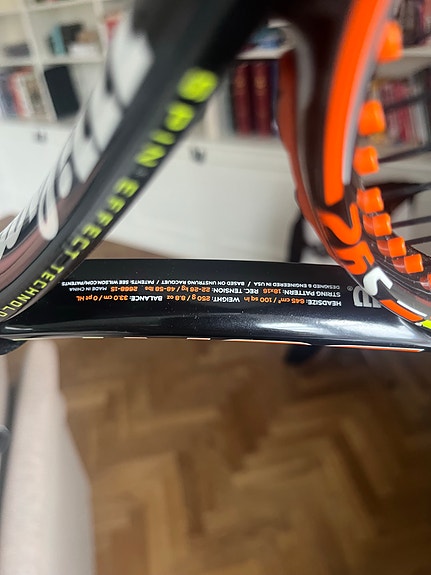 SPIN EFFECT TECHNOLO
HEADSIZE: 645 cm² / 100 sq in WEIGHT: 250 g / 8.8 oz BALANCE: 33.0 cm / 0 pt HL
STRING PATTERN: 18x16 REC. TENSION: 22-26 kg / 48-58 lbs 2668-15
DESIGNED ENGINEERED USA / BASED ON UNSTRUNG RACQUET MADE IN CHINA PATENTS: SEE WILSON.COM/PATENTS